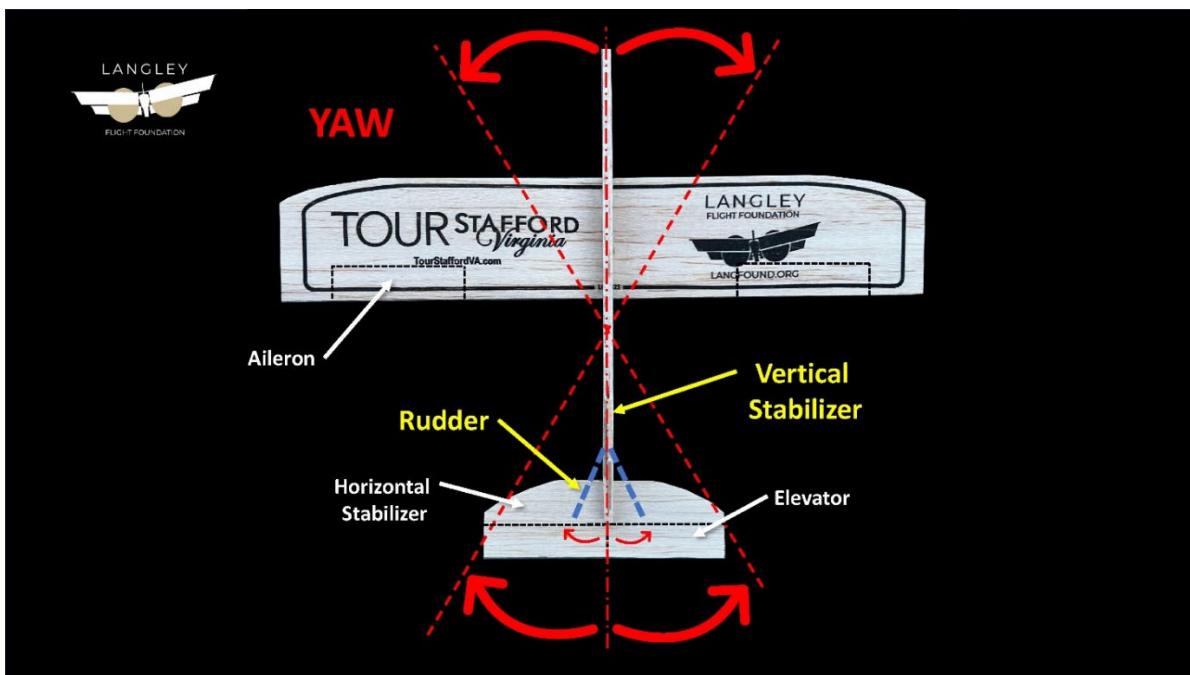 LANGLEY
FLIGHT FOUNDATION
YAW
TOUR STAFFORD
Virginia
TourStaffordVA.com
LANGLEY
FLIGHT FOUNDATION
LANGFOUND.ORG
Aileron
Vertical
Stabilizer
Rudder
Horizontal
Stabilizer
Elevator